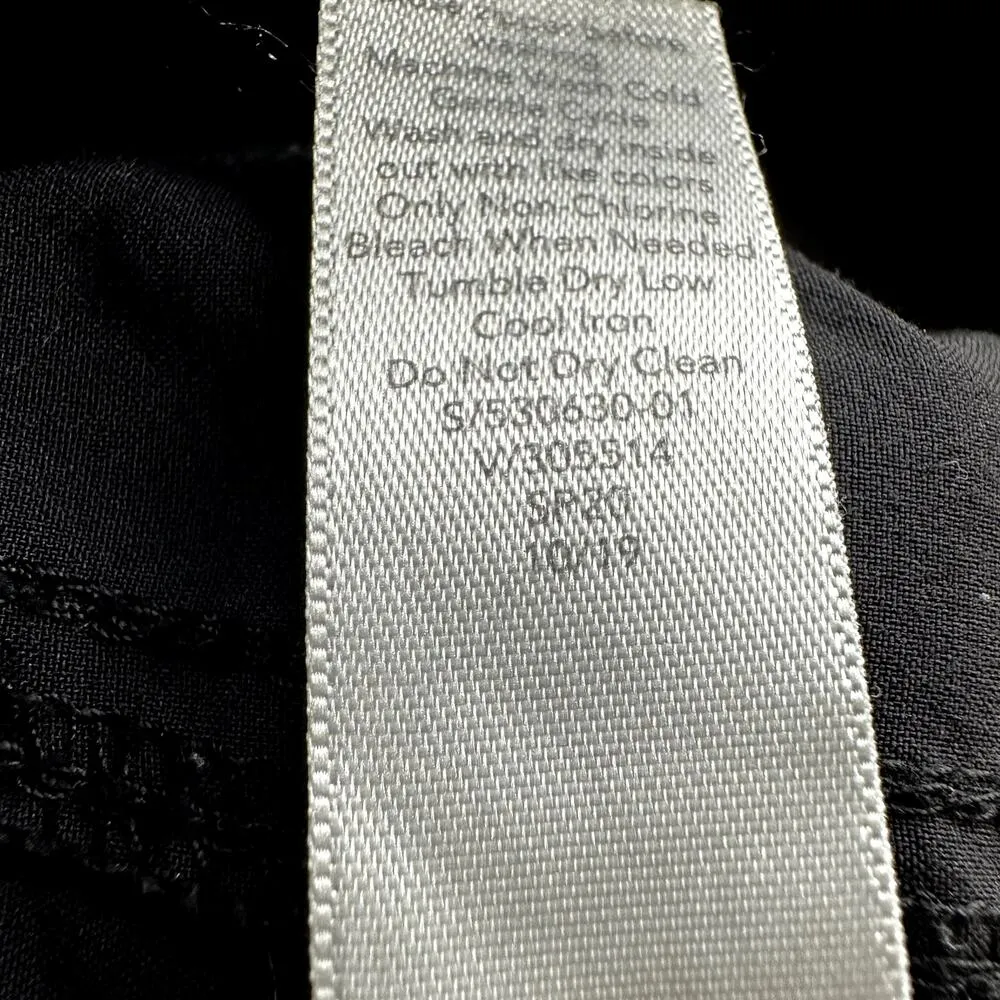 Washing
Machine Wash Cold
Gentle Cycle
Wash and dry inside
out with like colors
Only Non Chlorine
Bleach When Needed
Tumble Dry Low
Cool Iron
Do Not Dry Clean
S/530630-01
W305514
SP20
10/19